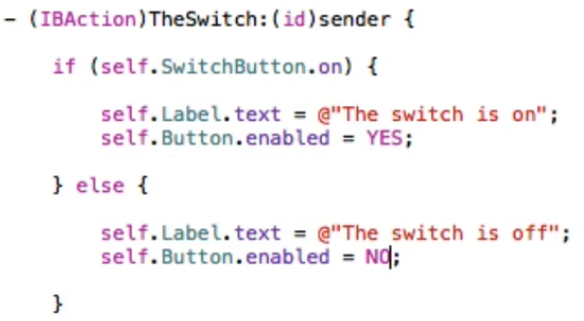 - (IBAction)TheSwitch:(id)sender {
if (self.SwitchButton.on) {
self.Label.text = @"The switch is on";
self.Button.enabled = YES;
} else {
self.Label.text = @"The switch is off";
self.Button.enabled = NO;
}